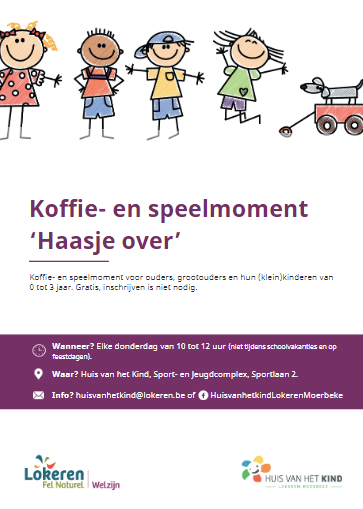 Koffie- en speelmoment
‘Haasje over’
Koffie- en speelmoment voor ouders, grootouders en hun (klein)kinderen van
0 tot 3 jaar. Gratis, inschrijven is niet nodig.
Wanneer? Elke donderdag van 10 tot 12 uur (niet tijdens schoolvakanties en op
feestdagen).
Waar? Huis van het Kind, Sport- en Jeugdcomplex, Sportlaan 2.
Info? huisvanhetkind@lokeren.be of HuisvanhetkindLokerenMoerbeke
Lokeren
Fel Naturel
Welzijn
HUIS VAN HET KIND
LOKEREN MOERBEKE